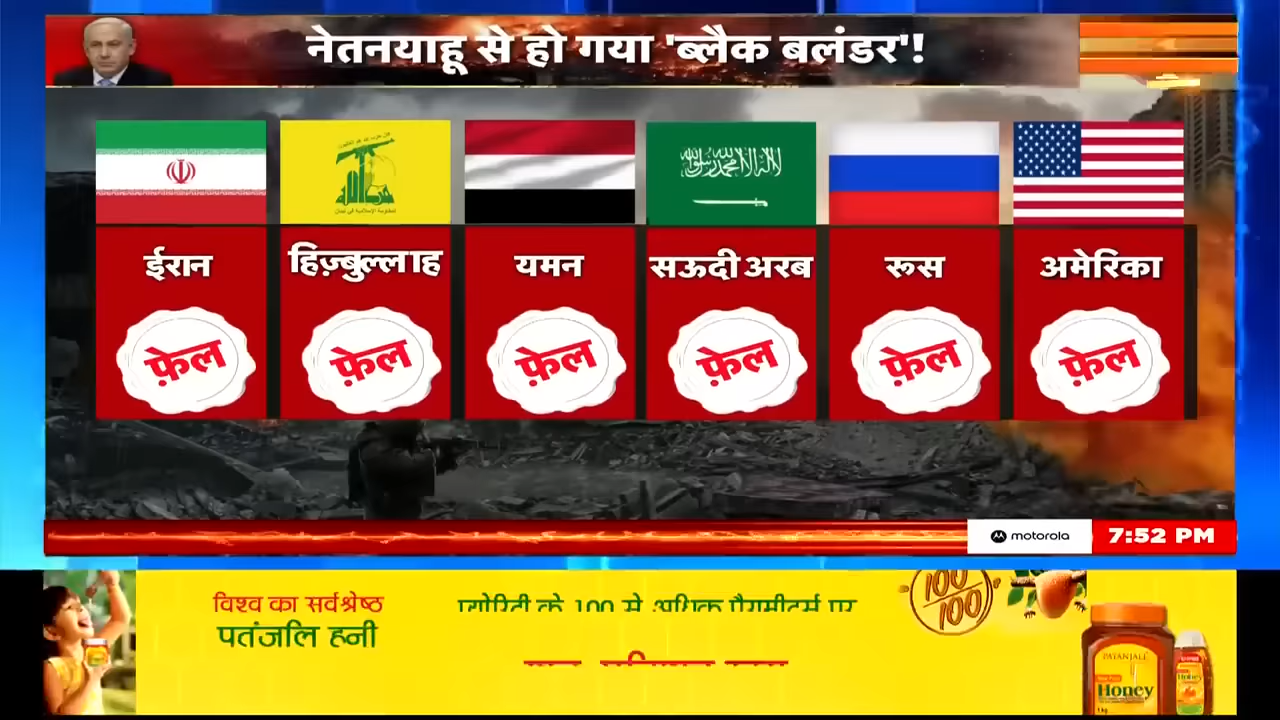 नेतनयाहू से हो गया 'ब्लैक बलंडर'!
ईरान
हिज़्बुल्लाह
यमन
सऊदी अरब
रूस
अमेरिका
फ़ेल
फ़ेल
फ़ेल
फ़ेल
फ़ेल
फ़ेल
motorola
7:52 PM
विश्व का सर्वश्रेष्ठ
पतंजलि हनी
100
100
PATANJALI
Honey
Honey